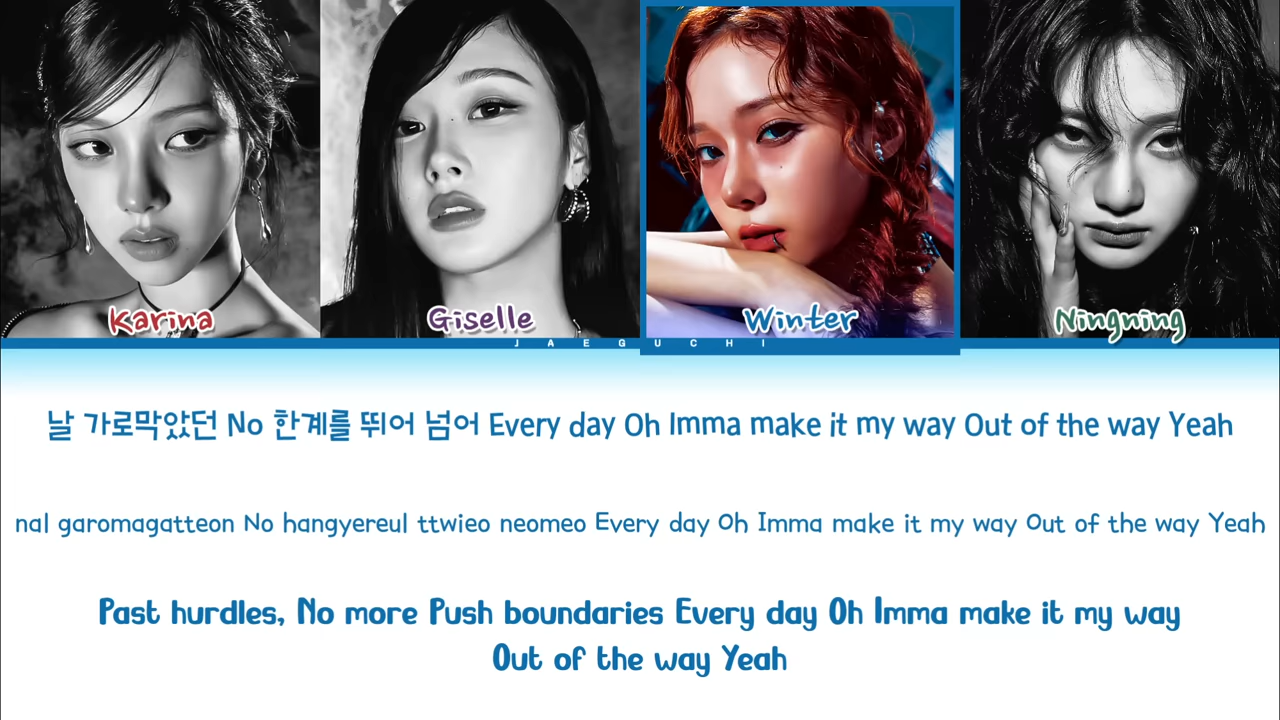 Karina
Giselle
Winter
Ningning
JAEGUCHI
날 가로막았던 No 한계를 뛰어 넘어 Every day Oh Imma make it my way Out of the way Yeah
nal garomagatteon No hangyereul ttwieo neomeo Every day Oh Imma make it my way Out of the way Yeah
Past hurdles, No more Push boundaries Every day Oh Imma make it my way
Out of the way Yeah